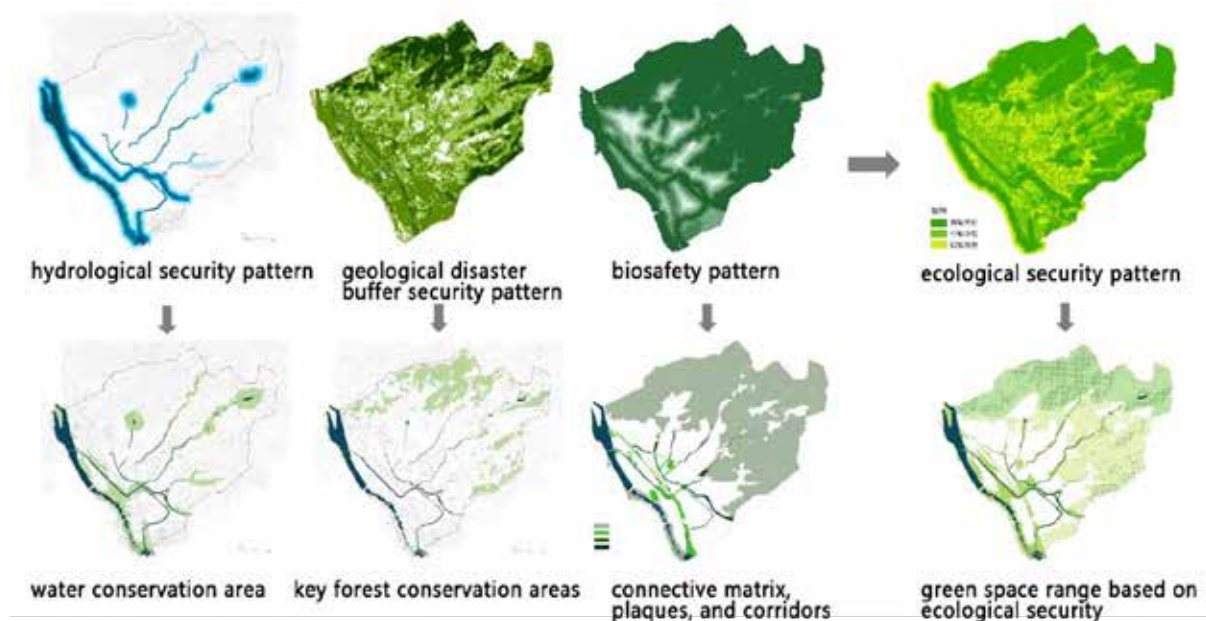 hydrological security pattern
geological disaster
buffer security pattern
biosafety pattern
ecological security pattern
water conservation area
key forest conservation areas
connective matrix,
plaques, and corridors
green space range based on
ecological security